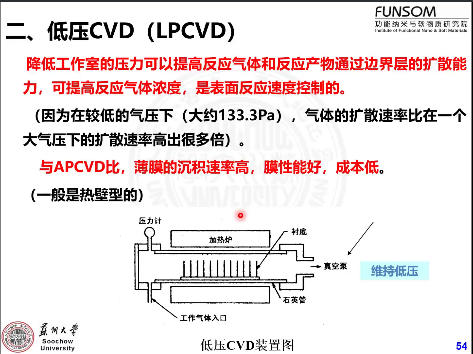 二、低压CVD（LPCVD）
FUNSOM
功能纳米与软物质研究院
Institute of Functional Nano & Soft Materials
降低工作室的压力可以提高反应气体和反应产物通过边界层的扩散能
力，可提高反应气体浓度，是表面反应速度控制的。
（因为在较低的气压下（大约133.3Pa），气体的扩散速率比在一个
大气压下的扩散速率高出很多倍）。
与APCVD比，薄膜的沉积速率高，膜性能好，成本低。
（一般是热壁型的）
压力计
加热炉
衬底
真空泵
维持低压
石英管
工作气体入口
低压CVD装置图
苏州大学
Soochow
University
54